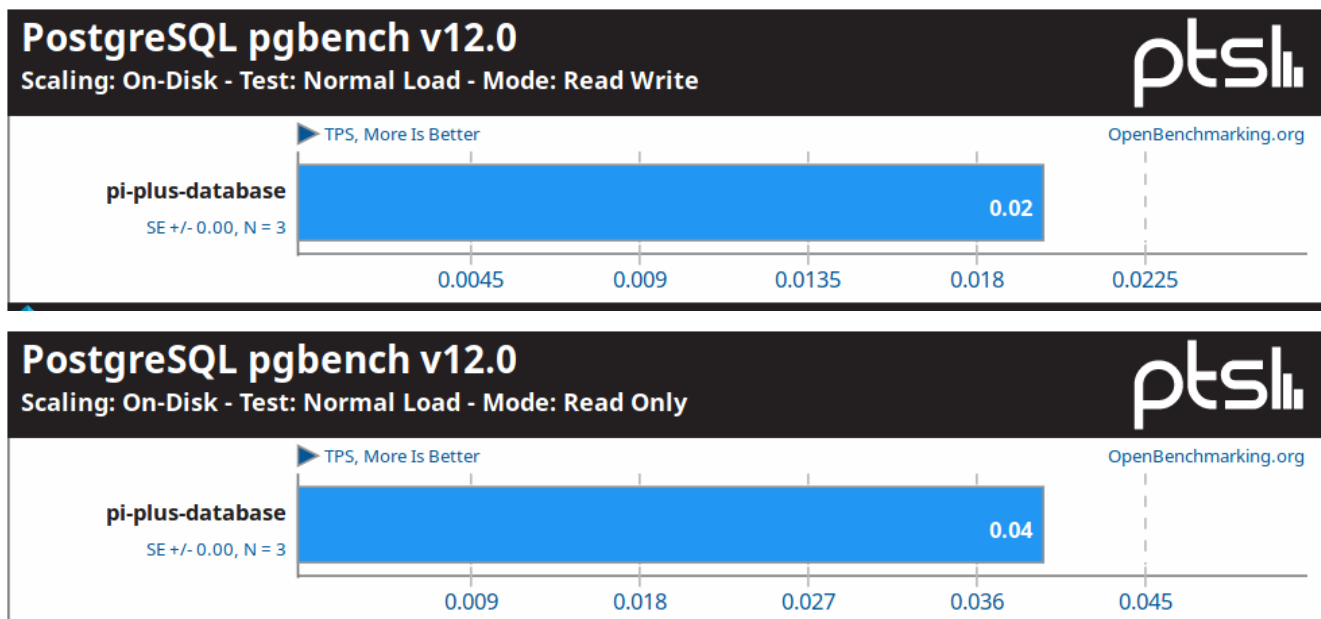 PostgreSQL pgbench v12.0
Scaling: On-Disk - Test: Normal Load - Mode: Read Write
ptsl
TPS, More Is Better
OpenBenchmarking.org
pi-plus-database
SE +/- 0.00, N = 3
0.02
0.0045 0.009 0.0135 0.018 0.0225
PostgreSQL pgbench v12.0
Scaling: On-Disk - Test: Normal Load - Mode: Read Only
ptsl
TPS, More Is Better
OpenBenchmarking.org
pi-plus-database
SE +/- 0.00, N = 3
0.04
0.009 0.018 0.027 0.036 0.045